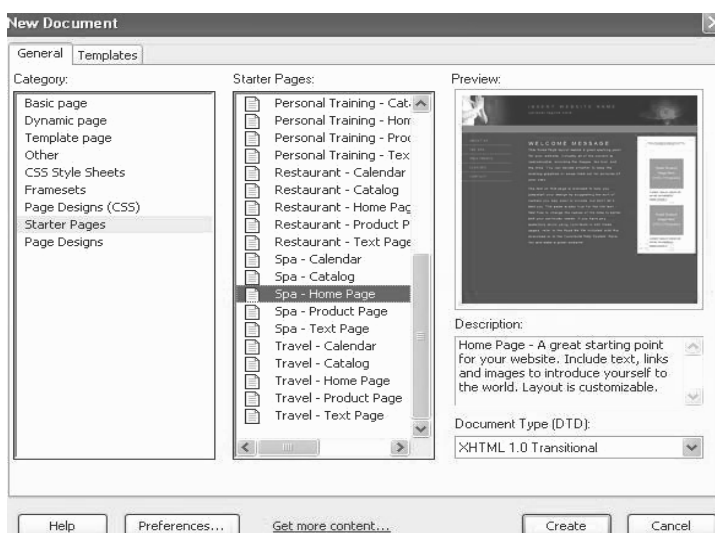 New Document
General Templates
Category:
Basic page
Dynamic page
Template page
Other
CSS Style Sheets
Framesets
Page Designs (CSS)
Starter Pages
Page Designs
Starter Pages:
Personal Training - Cat
Personal Training - Hom
Personal Training - Proc
Personal Training - Tex
Restaurant - Calendar
Restaurant - Catalog
Restaurant - Home Pag
Restaurant - Product P
Restaurant - Text Page
Spa - Calendar
Spa - Catalog
Spa - Home Page
Spa - Product Page
Spa - Text Page
Travel - Calendar
Travel - Catalog
Travel - Home Page
Travel - Product Page
Travel - Text Page
Preview:
INSERT WEBSITE NAME
WELCOME MESSAGE
Description:
Home Page - A great starting point
for your website. Include text, links
and images to introduce yourself to
the world. Layout is customizable.
Document Type (DTD):
XHTML 1.0 Transitional
Help Preferences... Get more content... Create Cancel